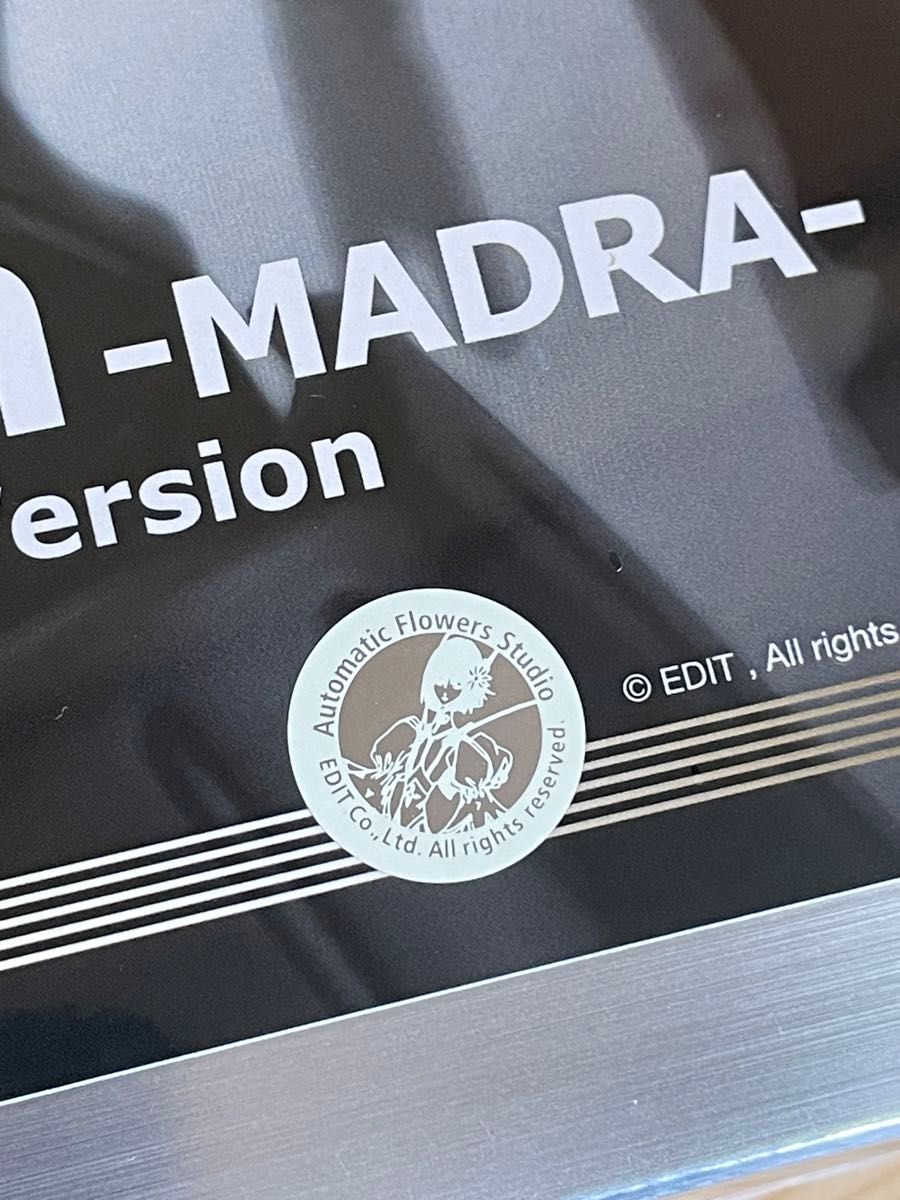 -MADRA-
ersion
Automatic Flowers Studio
EDIT Co., Ltd. All rights reserved.
© EDIT , All rights